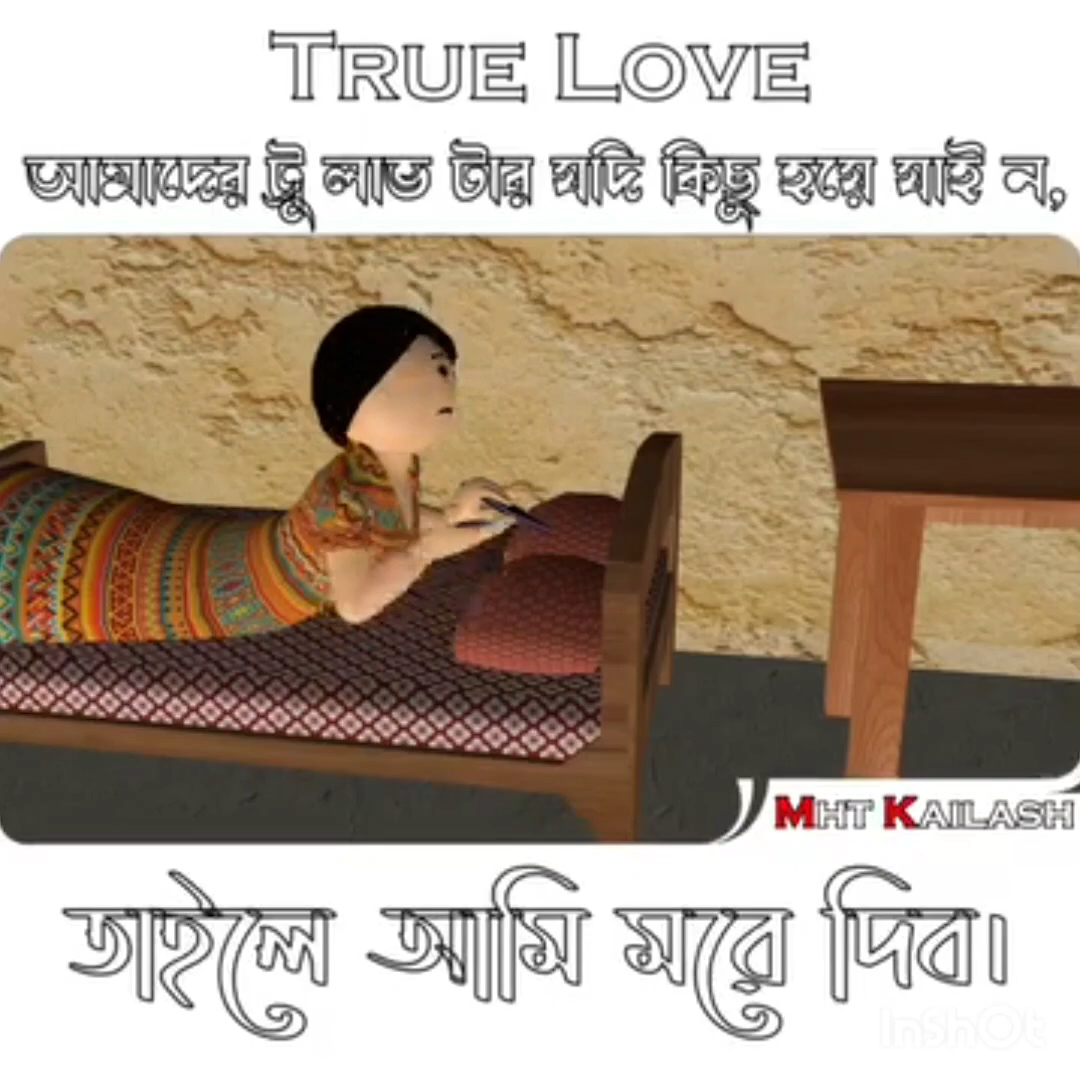 TRUE LOVE
আমাদের ট্রু লাভ টার যদি কিছু হয়ে যাই ন,
MHT KAILASH
তাইলে আমি মরে দিব।
InShOt